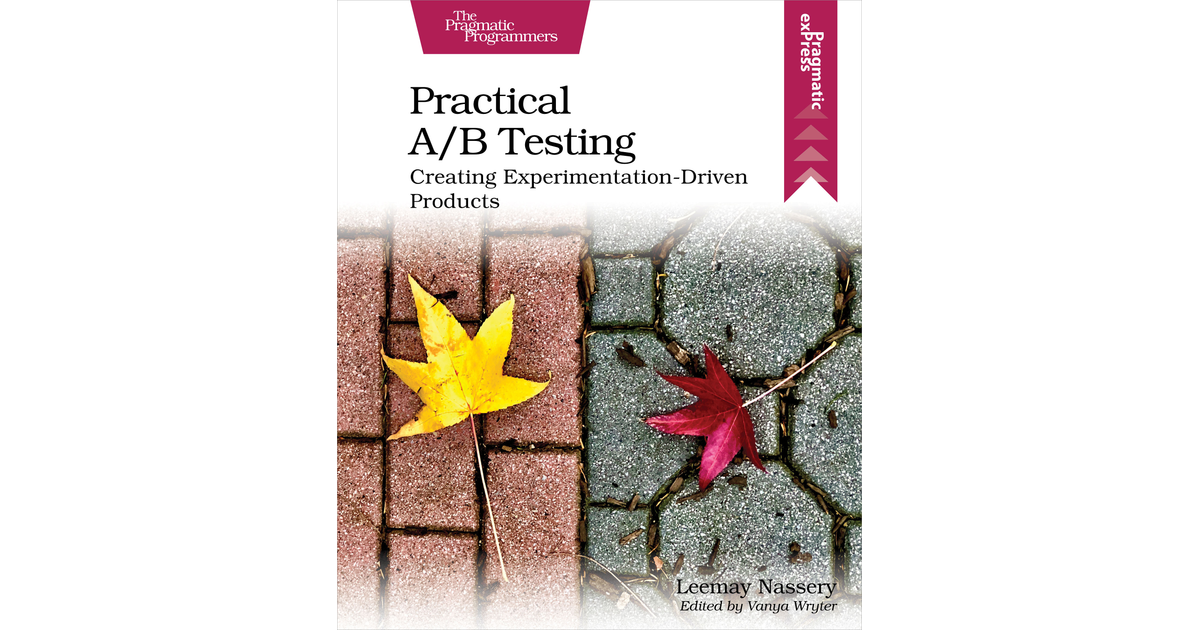 The
Pragmatic
Programmers
Pragmatic
exPress
Practical
A/B Testing
Creating Experimentation-Driven
Products
Leemay Nassery
Edited by Vanya Wryter